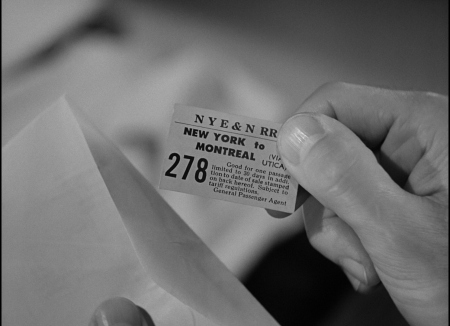 N Y E & N RR
NEW YORK to
MONTREAL (VIA
UTICA)
278
Good for one passage
limited to 30 days in addi-
tion to date of sale stamped
on back hereof. Subject to
tariff regulations.
General Passenger Agent